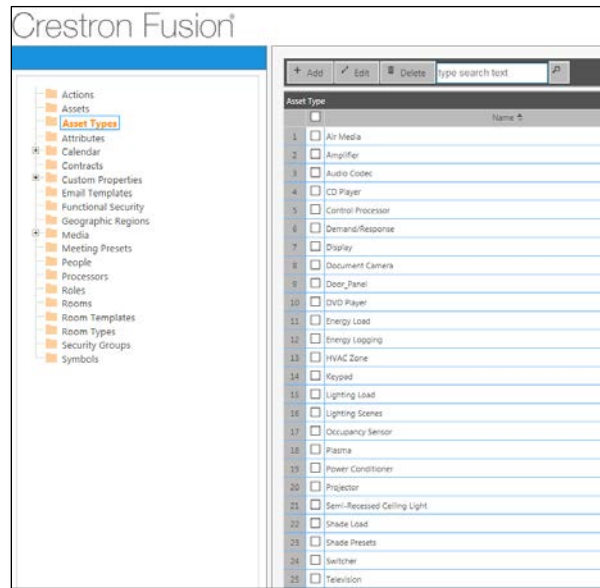 Crestron Fusion®
Actions
Assets
Asset Types
Attributes
Calendar
Contracts
Custom Properties
Email Templates
Functional Security
Geographic Regions
Media
Meeting Presets
People
Processors
Roles
Rooms
Room Templates
Room Types
Security Groups
Symbols
+ Add Edit Delete type search text
Asset Type
Name
1 Air Media
2 Amplifier
3 Audio Codec
4 CD Player
5 Control Processor
6 Demand/Response
7 Display
8 Document Camera
9 Door_Panel
10 DVD Player
11 Energy Load
12 Energy Logging
13 HVAC Zone
14 Keypad
15 Lighting Load
16 Lighting Scenes
17 Occupancy Sensor
18 Plasma
19 Power Conditioner
20 Projector
21 Semi-Recessed Ceiling Light
22 Shade Load
23 Shade Presets
24 Switcher
25 Television